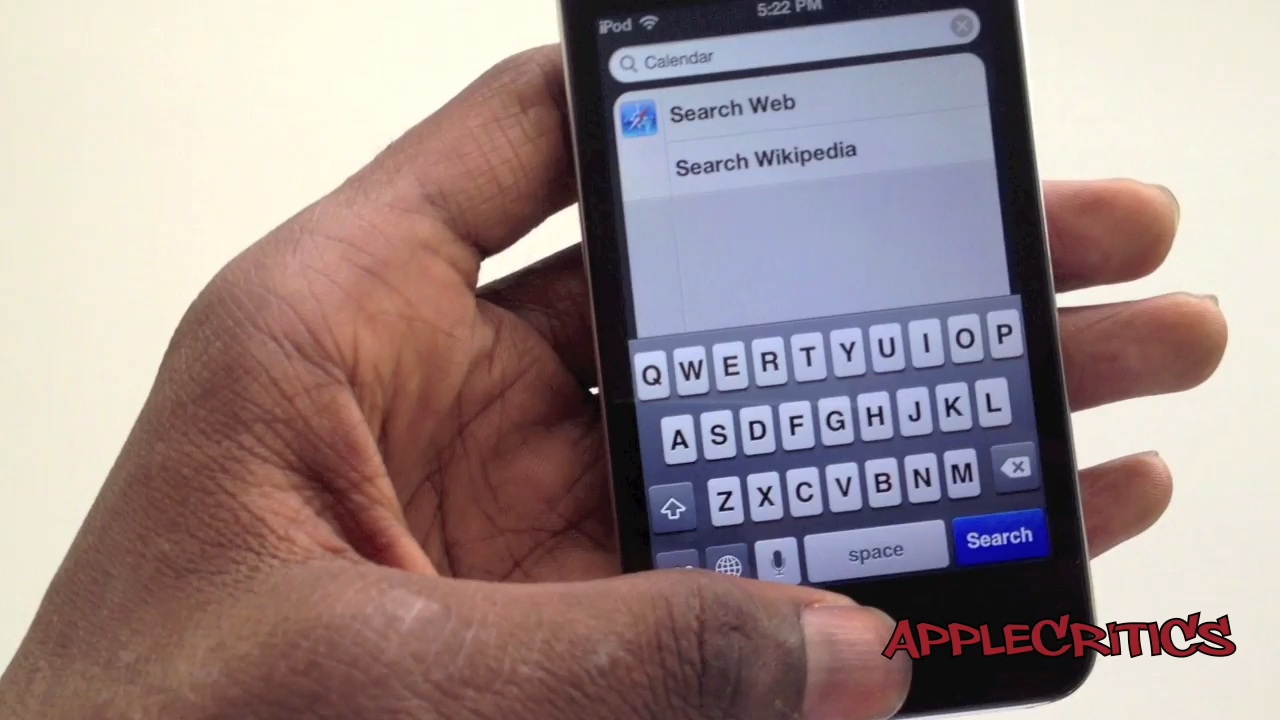 iPod 5:22 PM
Calendar
Search Web
Search Wikipedia
Q W E R T Y U I O P
A S D F G H J K L
Z X C V B N M
space Search
APPLECRITICS